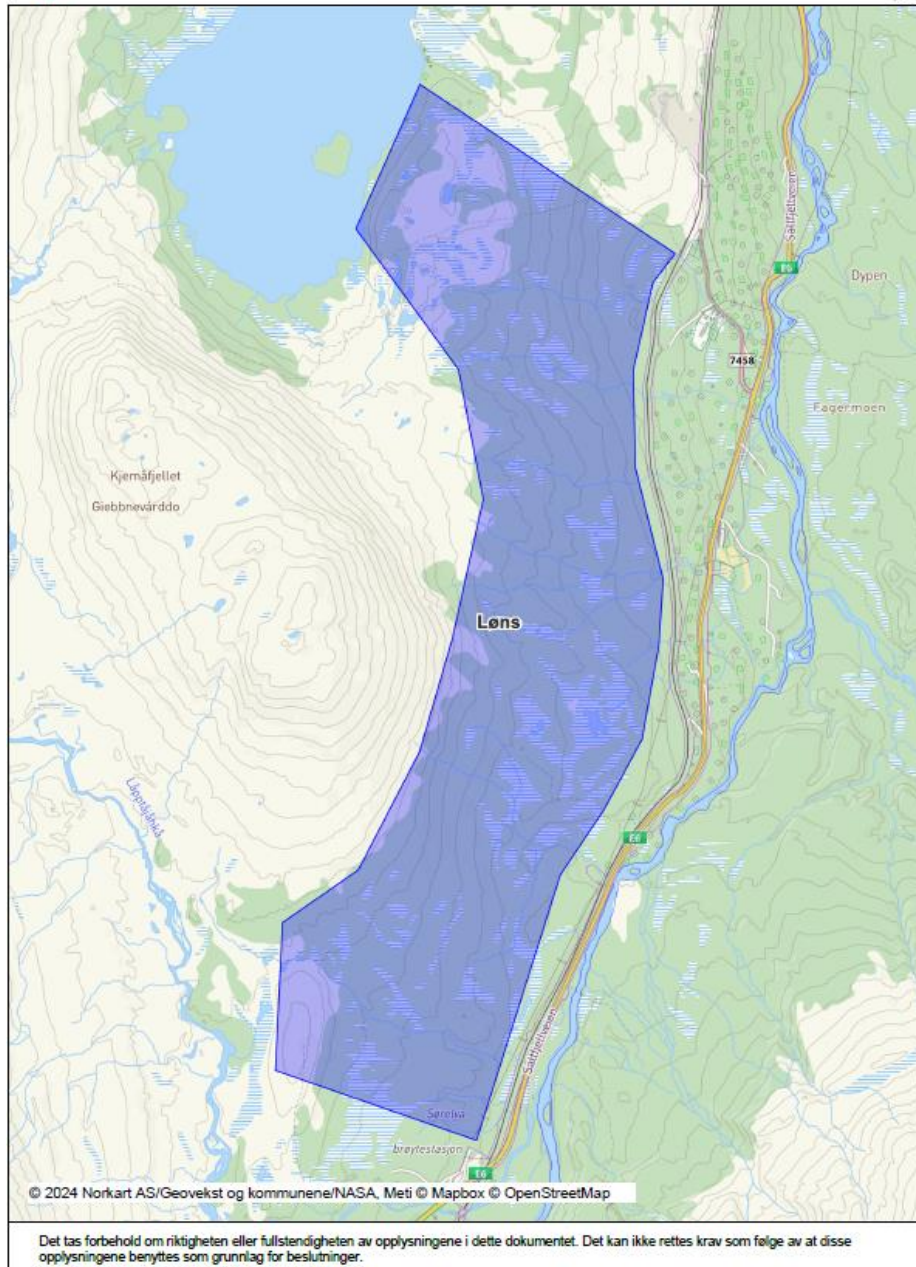 Saltfjellveien
E6
Dypen
7458
Fagermoen
Kjemåfjellet
Giebbnevárddo
Løns
Låpptåjåhkå
E6
Saltfjellveien
Sørelva
brøytestasjon
E6
© 2024 Norkart AS/Geovekst og kommunene/NASA, Meti © Mapbox © OpenStreetMap
Det tas forbehold om riktigheten eller fullstendigheten av opplysningene i dette dokumentet. Det kan ikke rettes krav som følge av at disse
opplysningene benyttes som grunnlag for beslutninger.